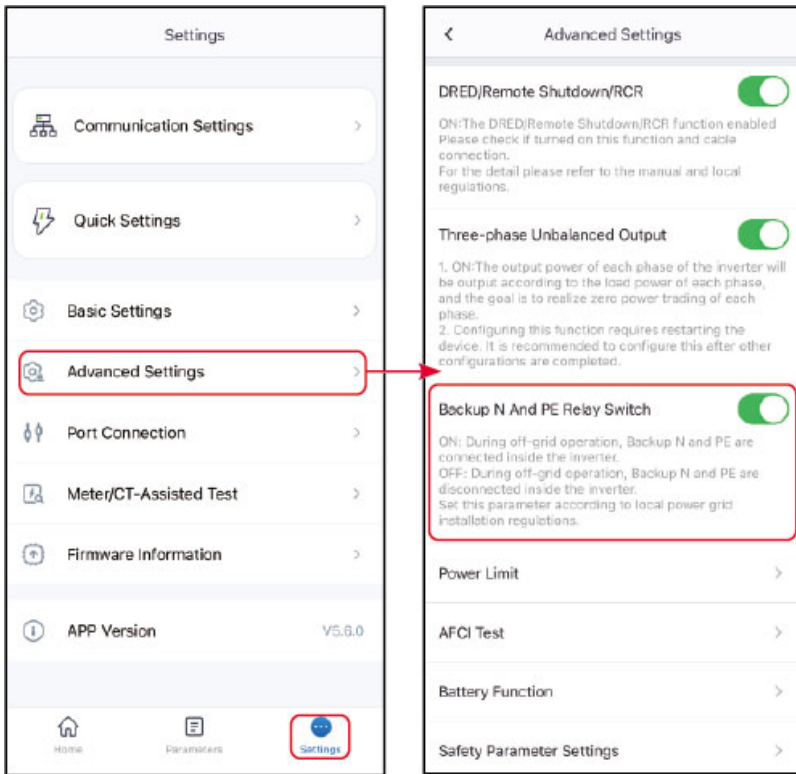 Settings
Communication Settings
Quick Settings
Basic Settings
Advanced Settings
Port Connection
Meter/CT-Assisted Test
Firmware Information
APP Version V5.6.0
Home Parameters Settings
Advanced Settings
DRED/Remote Shutdown/RCR
ON:The DRED/Remote Shutdown/RCR function enabled
Please check if turned on this function and cable
connection.
For the detail please refer to the manual and local
regulations.
Three-phase Unbalanced Output
1. ON:The output power of each phase of the inverter will
be output according to the load power of each phase,
and the goal is to realize zero power trading of each
phase.
2. Configuring this function requires restarting the
device. It is recommended to configure this after other
configurations are completed.
Backup N And PE Relay Switch
ON: During off-grid operation, Backup N and PE are
connected inside the inverter.
OFF: During off-grid operation, Backup N and PE are
disconnected inside the inverter.
Set this parameter according to local power grid
installation regulations.
Power Limit
AFCI Test
Battery Function
Safety Parameter Settings